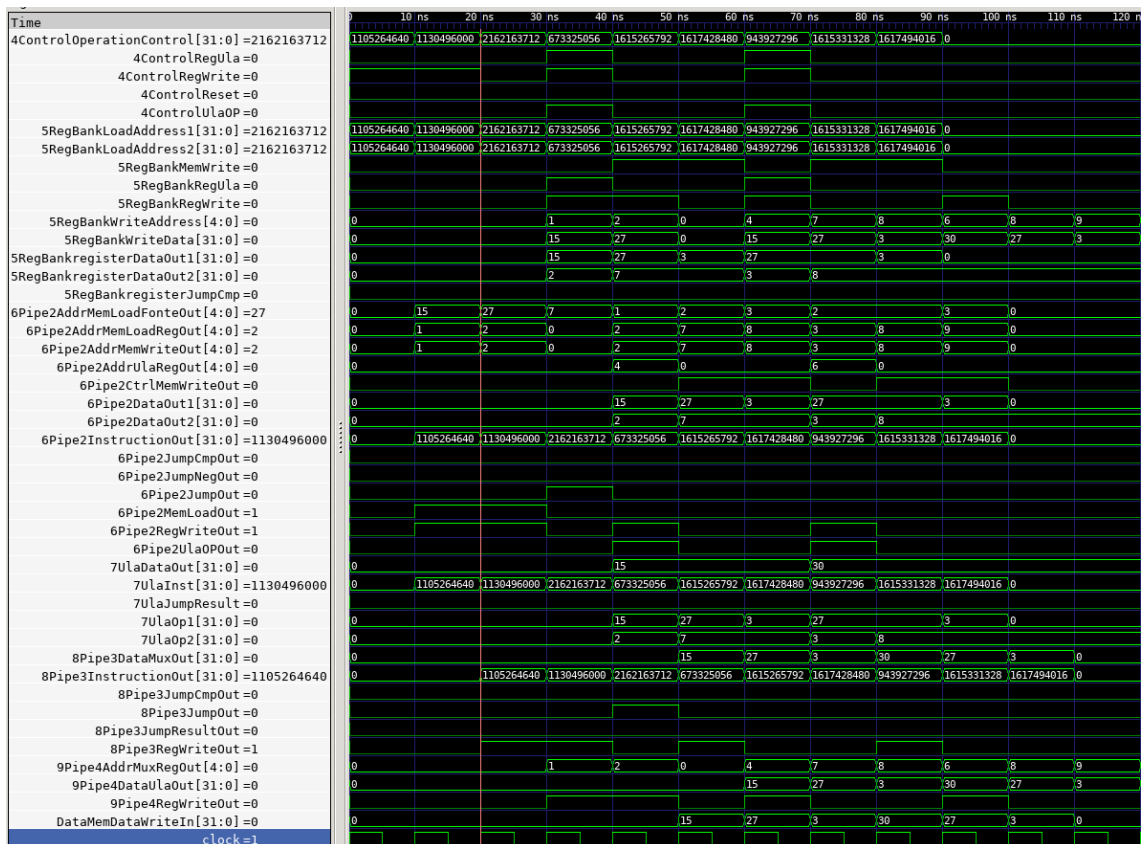 0 10 ns 20 ns 30 ns 40 ns 50 ns 60 ns 70 ns 80 ns 90 ns 100 ns 110 ns 120 n
Time
4ControlOperationControl[31:0] =2162163712 1105264640 1130496000 2162163712 673325056 1615265792 1617428480 943927296 1615331328 1617494016 0
4ControlRegUla =0
4ControlRegWrite =0
4ControlReset =0
4ControlUlaOP =0
5RegBankLoadAddress1[31:0] =2162163712 1105264640 1130496000 2162163712 673325056 1615265792 1617428480 943927296 1615331328 1617494016 0
5RegBankLoadAddress2[31:0] =2162163712 1105264640 1130496000 2162163712 673325056 1615265792 1617428480 943927296 1615331328 1617494016 0
5RegBankMemWrite =0
5RegBankRegUla =0
5RegBankRegWrite =0
5RegBankWriteAddress[4:0] =0 0 1 2 0 4 7 8 6 8 9
5RegBankWriteData[31:0] =0 0 15 27 0 15 27 3 30 27 3
5RegBankregisterDataOut1[31:0] =0 0 15 27 3 27 3 0
5RegBankregisterDataOut2[31:0] =0 0 2 7 3 8
5RegBankregisterJumpCmp =0
6Pipe2AddrMemLoadFonteOut[4:0] =27 0 15 27 7 1 2 3 2 3 0
6Pipe2AddrMemLoadRegOut[4:0] =2 0 1 2 0 2 7 8 3 8 9 0
6Pipe2AddrMemWriteOut[4:0] =2 0 1 2 0 2 7 8 3 8 9 0
6Pipe2AddrUlaRegOut[4:0] =0 0 4 0 6 0
6Pipe2CtrlMemWriteOut =0
6Pipe2DataOut1[31:0] =0 0 15 27 3 27 3 0
6Pipe2DataOut2[31:0] =0 0 2 7 3 8
6Pipe2InstructionOut[31:0] =1130496000 0 1105264640 1130496000 2162163712 673325056 1615265792 1617428480 943927296 1615331328 1617494016 0
6Pipe2JumpCmpOut =0
6Pipe2JumpNegOut =0
6Pipe2JumpOut =0
6Pipe2MemLoadOut =1
6Pipe2RegWriteOut =1
6Pipe2UlaOPOut =0
7UlaDataOut[31:0] =0 0 15 30
7UlaInst[31:0] =1130496000 0 1105264640 1130496000 2162163712 673325056 1615265792 1617428480 943927296 1615331328 1617494016 0
7UlaJumpResult =0
7UlaOp1[31:0] =0 0 15 27 3 27 3 0
7UlaOp2[31:0] =0 0 2 7 3 8
8Pipe3DataMuxOut[31:0] =0 0 15 27 3 30 27 3 0
8Pipe3InstructionOut[31:0] =1105264640 0 1105264640 1130496000 2162163712 673325056 1615265792 1617428480 943927296 1615331328 1617494016 0
8Pipe3JumpCmpOut =0
8Pipe3JumpOut =0
8Pipe3JumpResultOut =0
8Pipe3RegWriteOut =1
9Pipe4AddrMuxRegOut[4:0] =0 0 1 2 0 4 7 8 6 8 9
9Pipe4DataUlaOut[31:0] =0 0 15 27 3 30 27 3
9Pipe4RegWriteOut =0
DataMemDataWriteIn[31:0] =0 0 15 27 3 30 27 3 0
clock =1